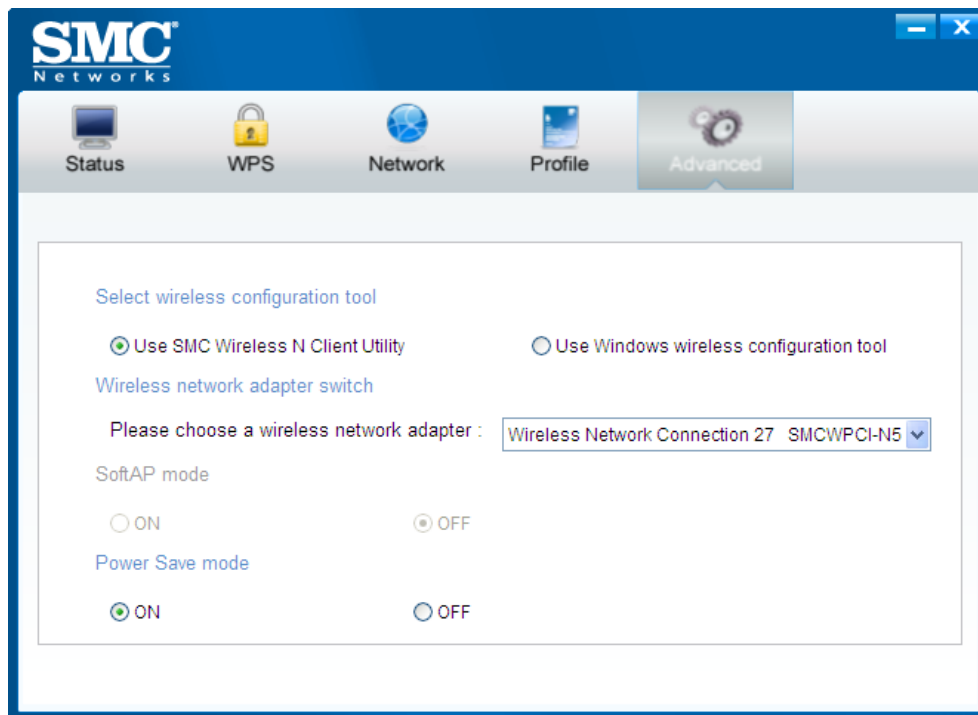 SMC®
Networks
Status WPS Network Profile Advanced
Select wireless configuration tool
Use SMC Wireless N Client Utility Use Windows wireless configuration tool
Wireless network adapter switch
Please choose a wireless network adapter : Wireless Network Connection 27 SMCWPCI-N5
SoftAP mode
ON OFF
Power Save mode
ON OFF